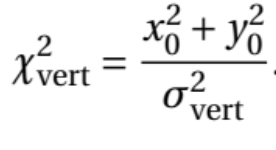 χ²_vert = (x₀² + y₀²) / σ²_vert.